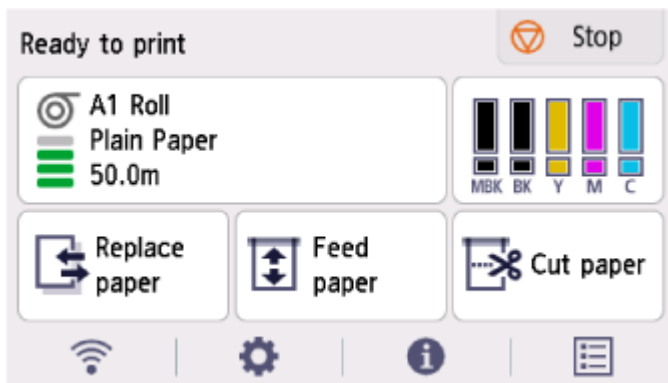 Ready to print
Stop
A1 Roll
Plain Paper
50.0m
MBK BK Y M C
Replace
paper
Feed
paper
Cut paper